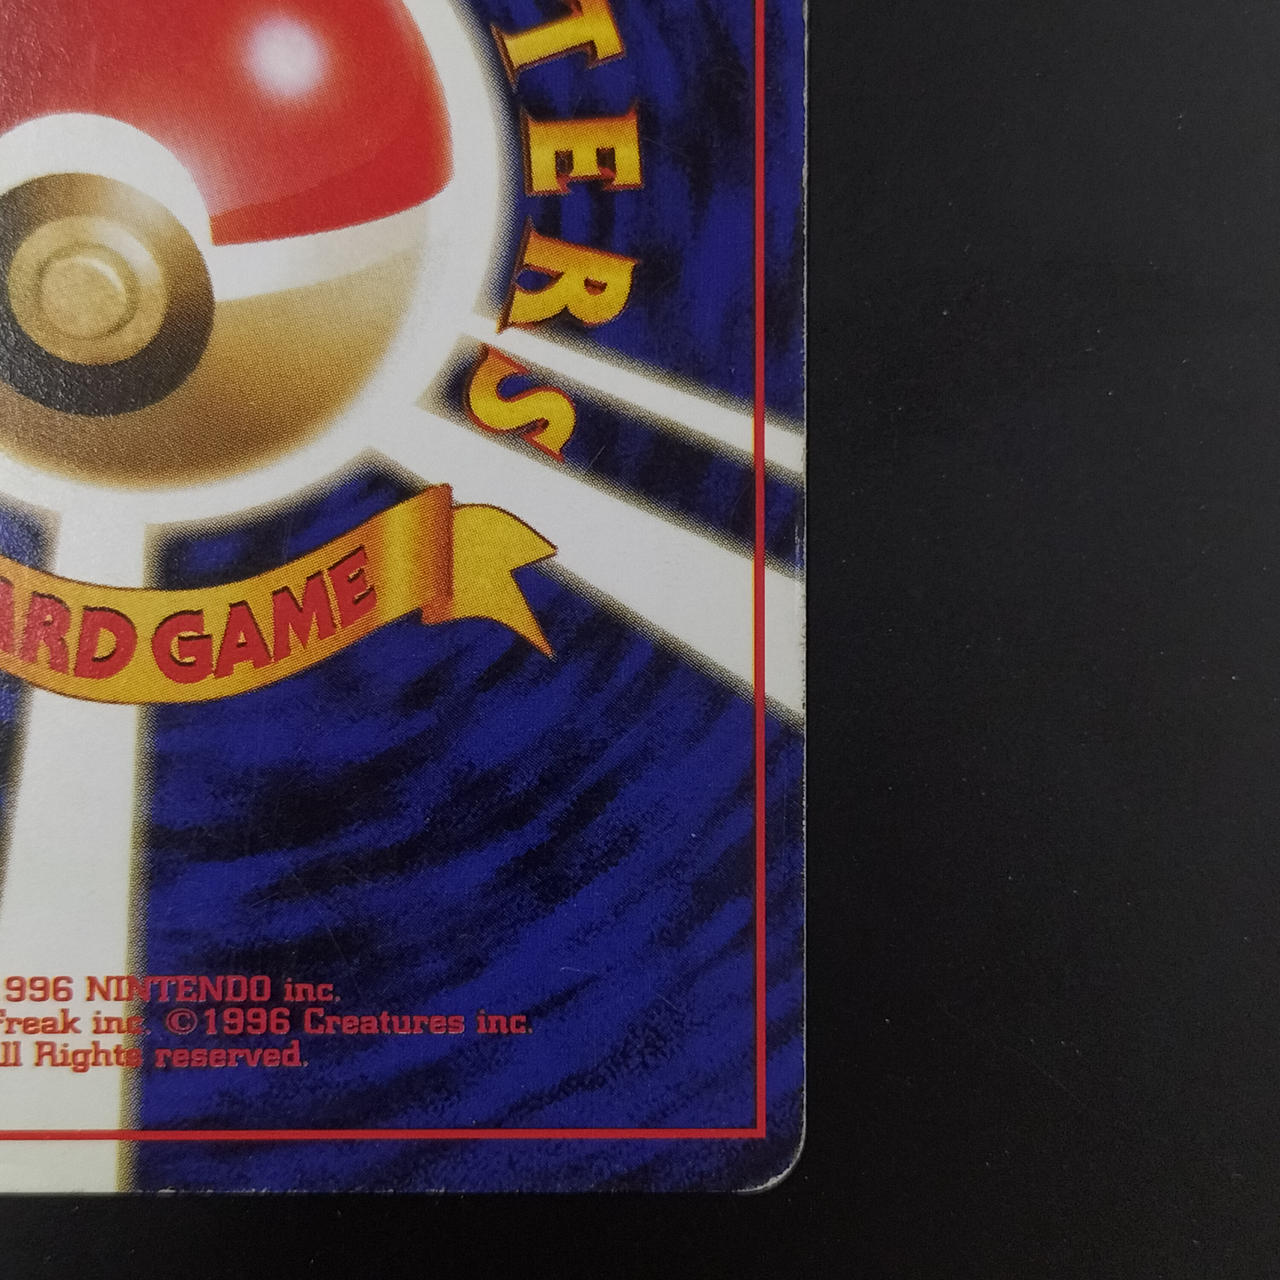 TERS
ARD GAME
996 NINTENDO inc.
Freak inc. ©1996 Creatures inc.
ll Rights reserved.